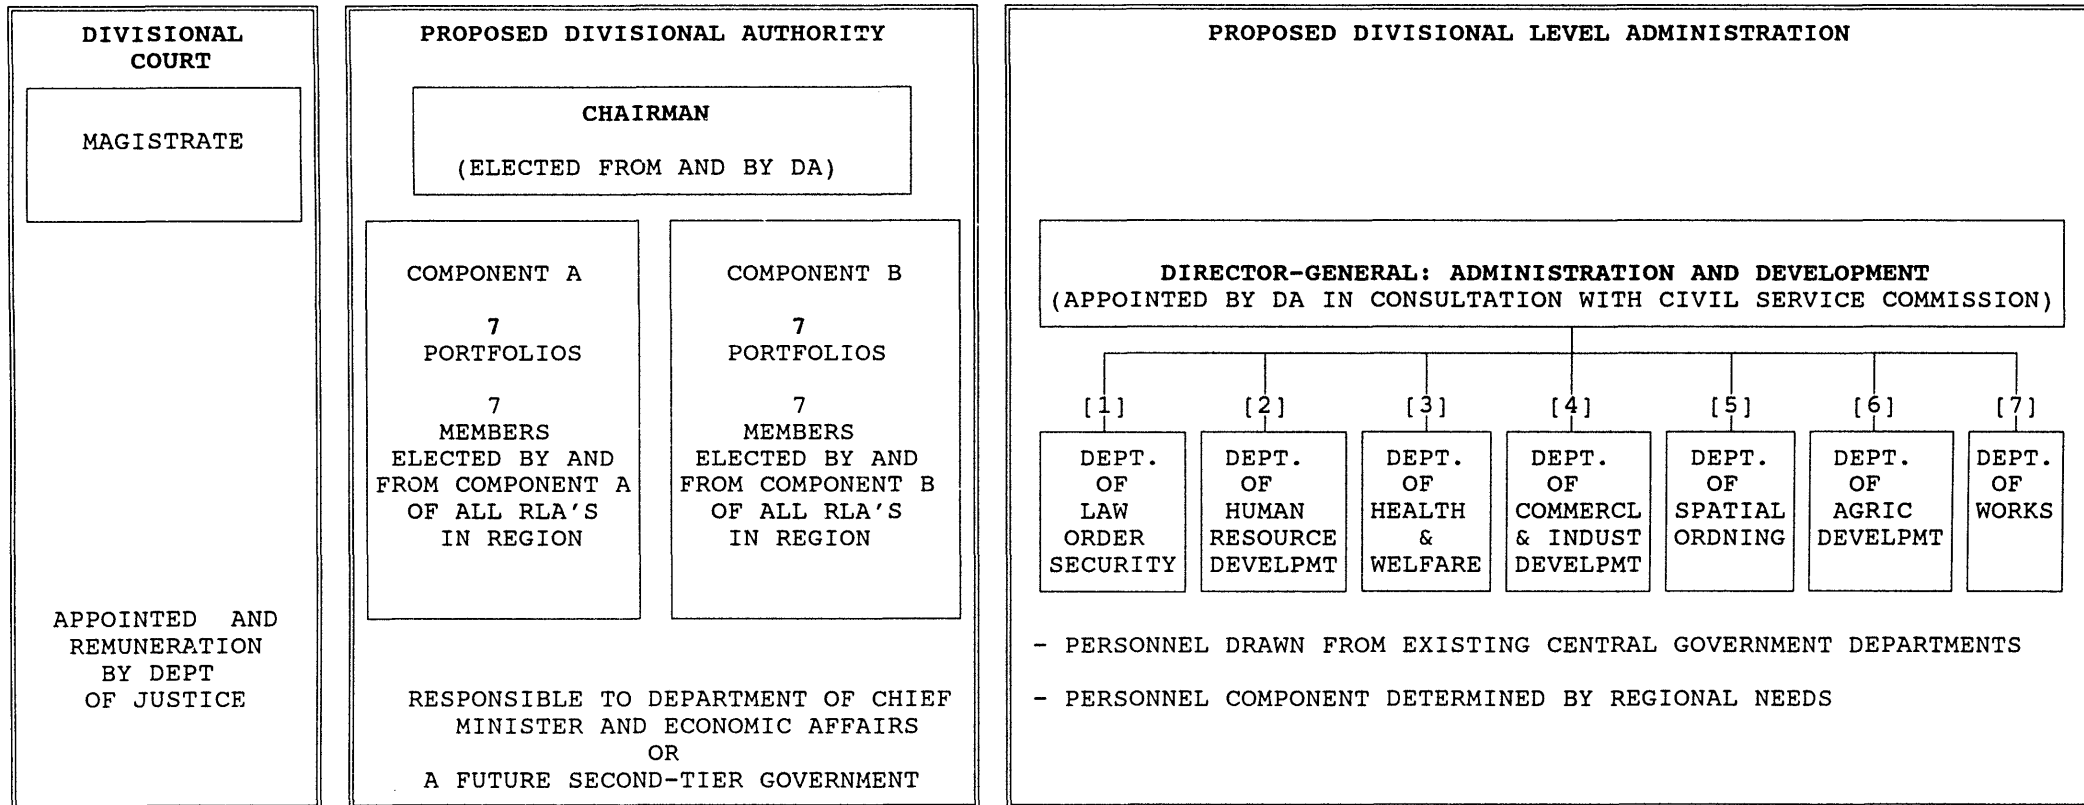 DIVISIONAL
COURT
MAGISTRATE
APPOINTED AND
REMUNERATION
BY DEPT
OF JUSTICE
PROPOSED DIVISIONAL AUTHORITY
CHAIRMAN
(ELECTED FROM AND BY DA)
COMPONENT A
7
PORTFOLIOS
7
MEMBERS
ELECTED BY AND
FROM COMPONENT A
OF ALL RLA'S
IN REGION
COMPONENT B
7
PORTFOLIOS
7
MEMBERS
ELECTED BY AND
FROM COMPONENT B
OF ALL RLA'S
IN REGION
RESPONSIBLE TO DEPARTMENT OF CHIEF
MINISTER AND ECONOMIC AFFAIRS
OR
A FUTURE SECOND-TIER GOVERNMENT
PROPOSED DIVISIONAL LEVEL ADMINISTRATION
DIRECTOR-GENERAL: ADMINISTRATION AND DEVELOPMENT
(APPOINTED BY DA IN CONSULTATION WITH CIVIL SERVICE COMMISSION)
[1]
DEPT.
OF
LAW
ORDER
SECURITY
[2]
DEPT.
OF
HUMAN
RESOURCE
DEVELPMT
[3]
DEPT.
OF
HEALTH
&
WELFARE
[4]
DEPT.
OF
COMMERCL
& INDUST
DEVELPMT
[5]
DEPT.
OF
SPATIAL
ORDNING
[6]
DEPT.
OF
AGRIC
DEVELPMT
[7]
DEPT.
OF
WORKS
- PERSONNEL DRAWN FROM EXISTING CENTRAL GOVERNMENT DEPARTMENTS
- PERSONNEL COMPONENT DETERMINED BY REGIONAL NEEDS